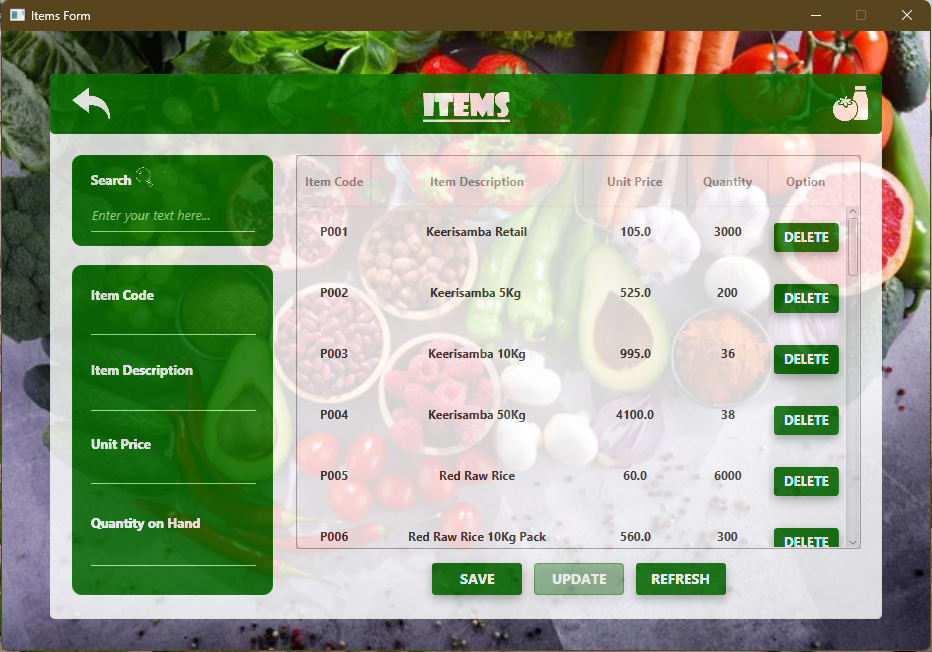 Items Form
ITEMS
Search
Enter your text here...
Item Code
Item Description
Unit Price
Quantity on Hand
Item Code Item Description Unit Price Quantity Option
P001 Keerisamba Retail 105.0 3000 DELETE
P002 Keerisamba 5Kg 525.0 200 DELETE
P003 Keerisamba 10Kg 995.0 36 DELETE
P004 Keerisamba 50Kg 4100.0 38 DELETE
P005 Red Raw Rice 60.0 6000 DELETE
P006 Red Raw Rice 10Kg Pack 560.0 300 DELETE
SAVE UPDATE REFRESH